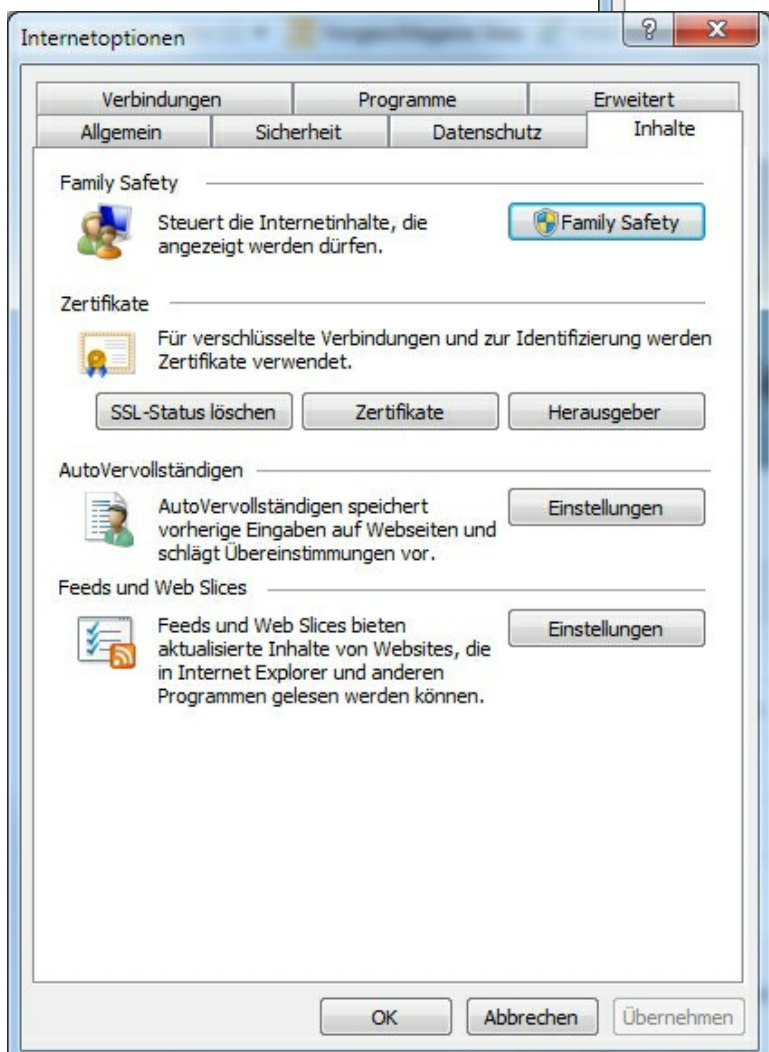 Internetoptionen
Verbindungen
Programme
Erweitert
Allgemein
Sicherheit
Datenschutz
Inhalte
Family Safety
Steuert die Internetinhalte, die
angezeigt werden dürfen.
Family Safety
Zertifikate
Für verschlüsselte Verbindungen und zur Identifizierung werden
Zertifikate verwendet.
SSL-Status löschen
Zertifikate
Herausgeber
AutoVervollständigen
AutoVervollständigen speichert
vorherige Eingaben auf Webseiten und
schlägt Übereinstimmungen vor.
Einstellungen
Feeds und Web Slices
Feeds und Web Slices bieten
aktualisierte Inhalte von Websites, die
in Internet Explorer und anderen
Programmen gelesen werden können.
Einstellungen
OK
Abbrechen
Übernehmen